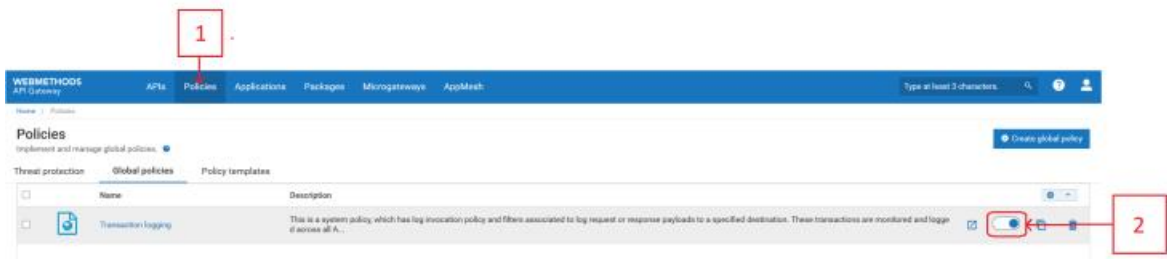 1 .
WEBMETHODS
API Gateway
APIs Policies Applications Packages Microgateways AppMesh
Type at least 3 characters.
Home | Policies
Policies
Implement and manage global policies.
Create global policy
Threat protection Global policies Policy templates
Name Description
Transaction logging
This is a system policy, which has log invocation policy and filters associated to log request or response payloads to a specified destination. These transactions are monitored and logge
d across all A...
2